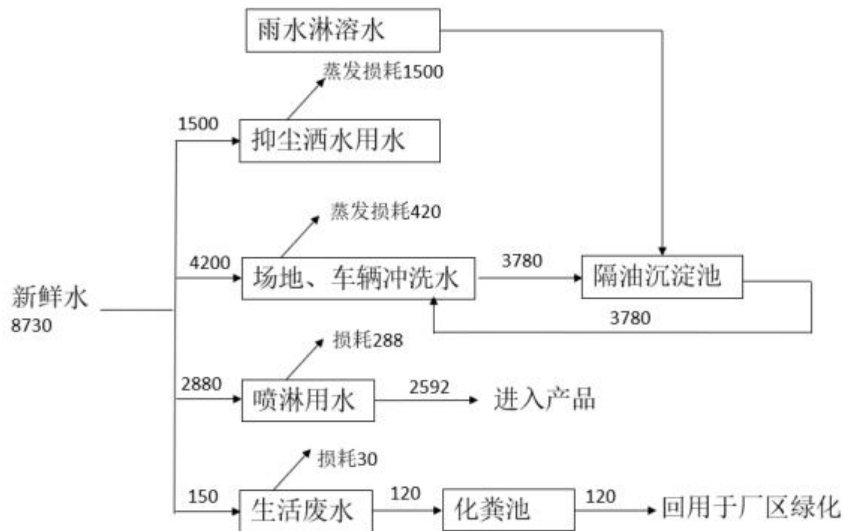 雨水淋溶水
蒸发损耗1500
1500
抑尘洒水用水
蒸发损耗420
4200
场地、车辆冲洗水
3780
隔油沉淀池
新鲜水
8730
3780
损耗288
2880
喷淋用水
2592
进入产品
损耗30
150
生活废水
120
化粪池
120
回用于厂区绿化